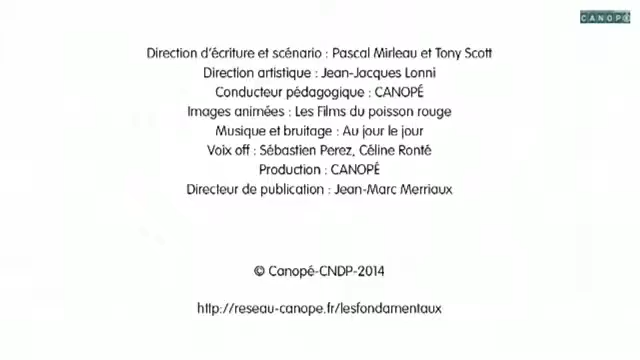 CANOPÉ
Direction d'écriture et scénario : Pascal Mirleau et Tony Scott
Direction artistique : Jean-Jacques Lonni
Conducteur pédagogique : CANOPÉ
Images animées : Les Films du poisson rouge
Musique et bruitage : Au jour le jour
Voix off : Sébastien Perez, Céline Ronté
Production : CANOPÉ
Directeur de publication : Jean-Marc Merriaux
© Canopé-CNDP-2014
http://reseau-canope.fr/lesfondamentaux